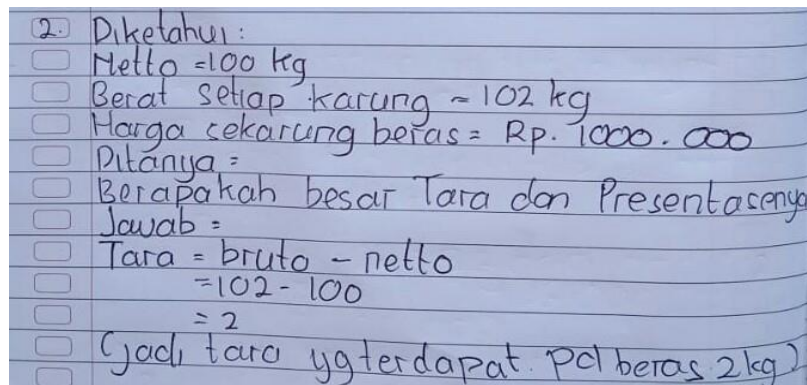 2. Diketahui :
Netto = 100 kg
Berat setiap karung = 102 kg
Harga sekarung beras = Rp. 1000.000
Ditanya =
Berapakah besar Tara dan Presentasenya
Jawab =
Tara = bruto - netto
= 102 - 100
= 2
(jadi tara yg terdapat pd beras 2 kg)